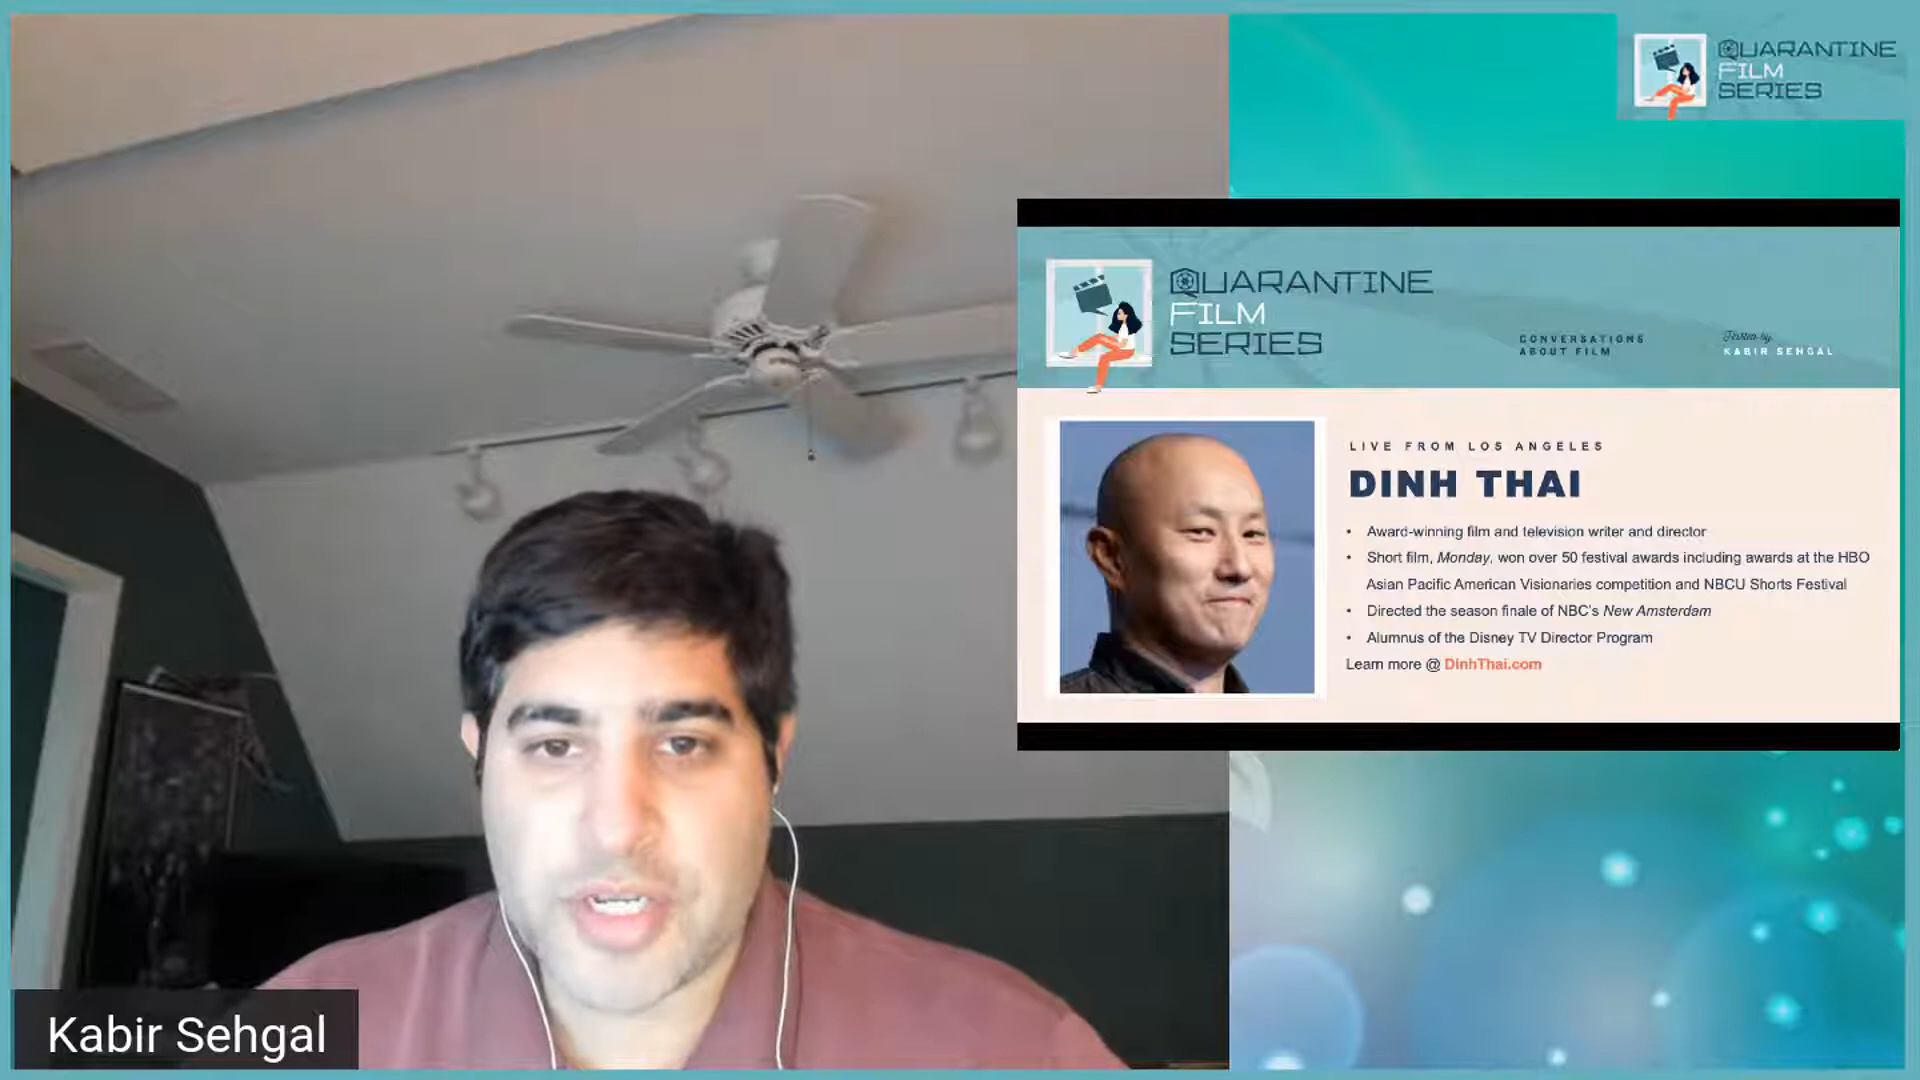 QUARANTINE
FILM
SERIES
QUARANTINE
FILM
SERIES
CONVERSATIONS
ABOUT FILM
Hosted by
KABIR SEHGAL
LIVE FROM LOS ANGELES
DINH THAI
• Award-winning film and television writer and director
• Short film, Monday, won over 50 festival awards including awards at the HBO
Asian Pacific American Visionaries competition and NBCU Shorts Festival
• Directed the season finale of NBC's New Amsterdam
• Alumnus of the Disney TV Director Program
Learn more @ DinhThai.com
Kabir Sehgal